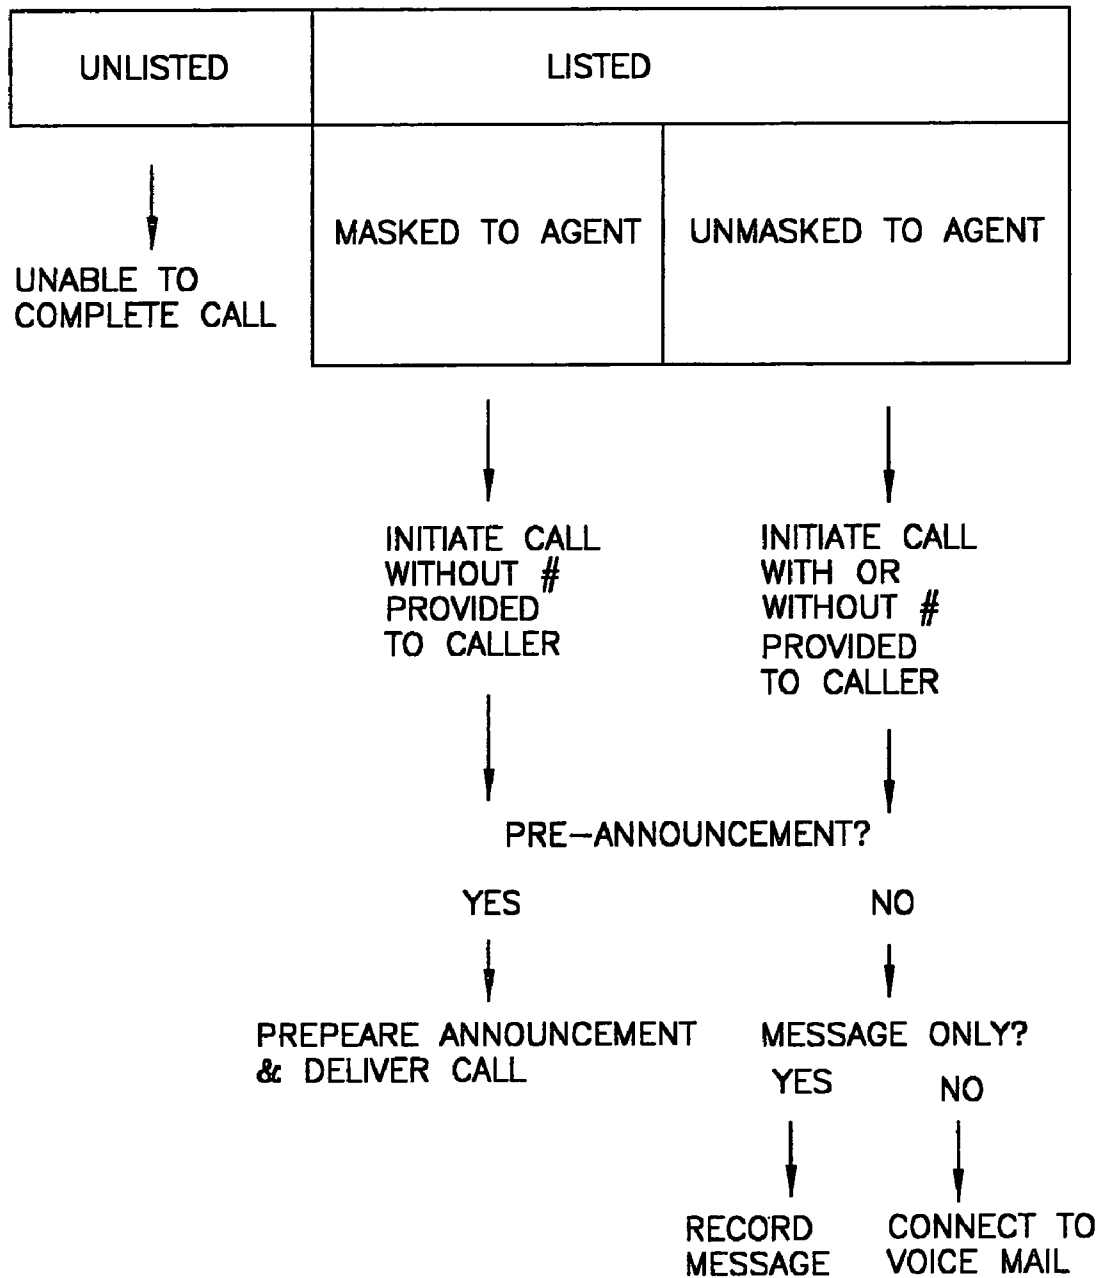 UNLISTED
LISTED
MASKED TO AGENT
UNMASKED TO AGENT
UNABLE TO
COMPLETE CALL
INITIATE CALL
WITHOUT #
PROVIDED
TO CALLER
INITIATE CALL
WITH OR
WITHOUT #
PROVIDED
TO CALLER
PRE-ANNOUNCEMENT?
YES
NO
PREPEARE ANNOUNCEMENT
& DELIVER CALL
MESSAGE ONLY?
YES
NO
RECORD
MESSAGE
CONNECT TO
VOICE MAIL